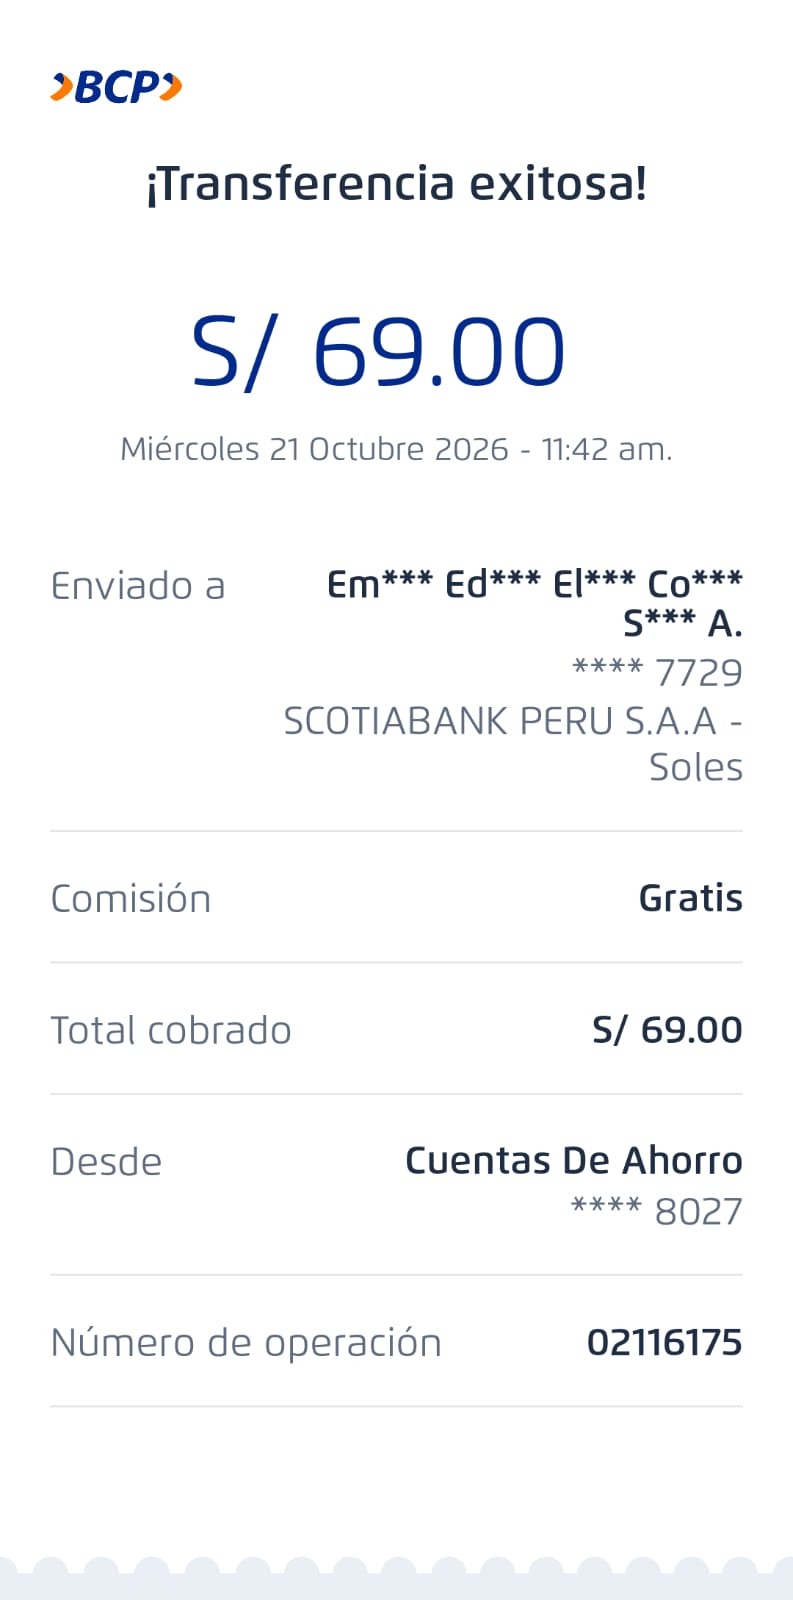 BCP
¡Transferencia exitosa!
S/ 69.00
Miércoles 21 Octubre 2026 - 11:42 am.
Enviado a
Em*** Ed*** El*** Co***
S*** A.
**** 7729
SCOTIABANK PERU S.A.A -
Soles
Comisión
Gratis
Total cobrado
S/ 69.00
Desde
Cuentas De Ahorro
**** 8027
Número de operación
02116175